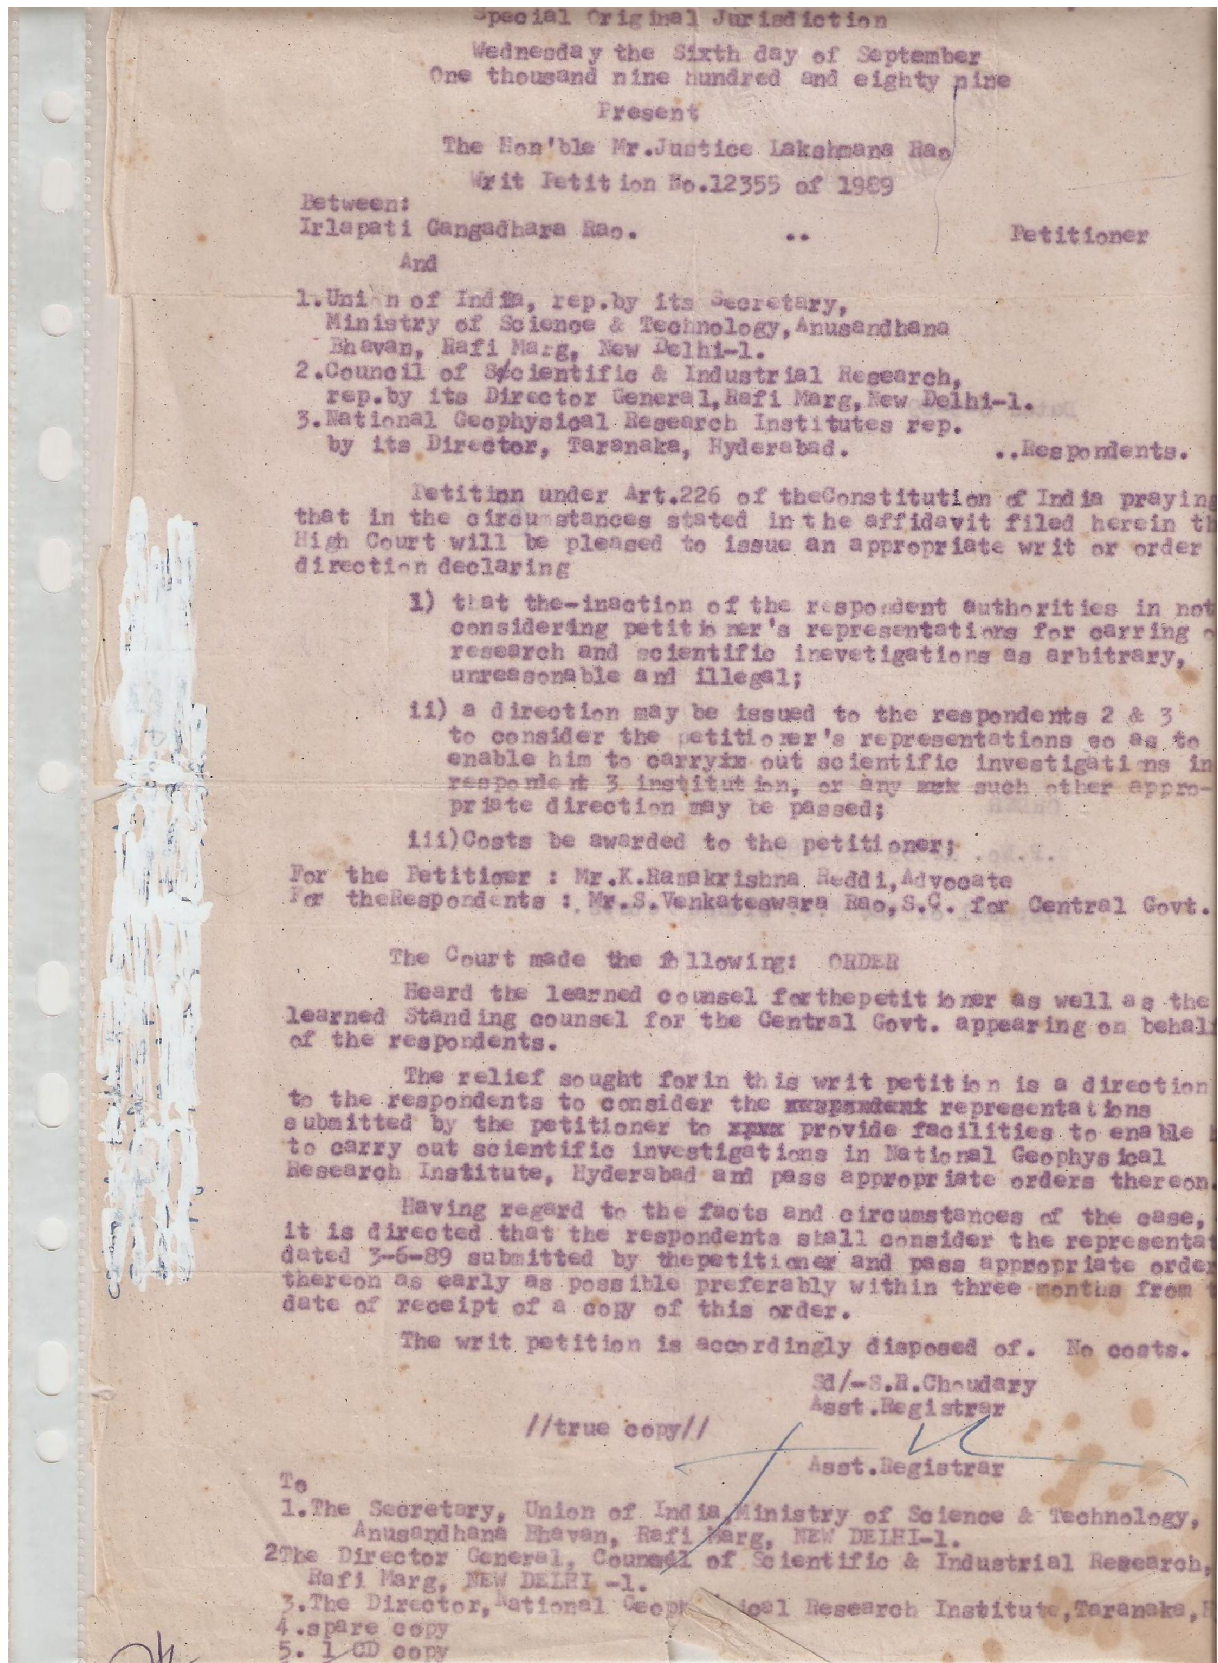 Special Original Jurisdiction
Wednesday the Sixth day of September
One thousand nine hundred and eighty nine
Present
The Hon'ble Mr.Justice Lakshmana Rao
Writ Petition No.12355 of 1989
Between:
Irlapati Gangadhara Rao. .. Petitioner
And
1.Union of India, rep.by its Secretary,
Ministry of Science & Technology,Anusandhana
Bhavan, Rafi Marg, New Delhi-1.
2.Council of Scientific & Industrial Research,
rep.by its Director General,Rafi Marg,New Delhi-1.
3.National Geophysical Research Institutes rep.
by its Director, Taranaka, Hyderabad. ..Respondents.
Petition under Art.226 of theConstitution of India praying
that in the circumstances stated in the affidavit filed herein th
High Court will be pleased to issue an appropriate writ or order
direction declaring
1) that the-inaction of the respondent authorities in not
considering petitioner's representations for carring o
research and scientific inevetigations as arbitrary,
unreasonable and illegal;
ii) a direction may be issued to the respondents 2 & 3
to consider the petitioner's representations so as to
enable him to carry out scientific investigations in
respondent 3 institution, or any such other appro-
priate direction may be passed;
iii)Costs be awarded to the petitioner;
For the Petitioer : Mr.K.Ramakrishna Reddi,Advocate
For theRespondents : Mr.S.Venkateswara Rao,S.C. for Central Govt.
The Court made the following: ORDER
Heard the learned counsel forthepetitioner as well as the
learned Standing counsel for the Central Govt. appearing on behalf
of the respondents.
The relief sought forin this writ petition is a direction
to the respondents to consider the representations
submitted by the petitioner to provide facilities to enable
to carry out scientific investigations in National Geophysical
Research Institute, Hyderabad and pass appropriate orders thereon.
Having regard to the facts and circumstances of the case,
it is directed that the respondents shall consider the representat
dated 3-6-89 submitted by thepetitioner and pass appropriate order
thereon as early as possible preferably within three months from t
date of receipt of a copy of this order.
The writ petition is accordingly disposed of. No costs.
Sd/-S.R.Choudary
Asst.Registrar
//true copy//
Asst.Registrar
To
1.The Secretary, Union of India,Ministry of Science & Technology,
Anusandhana Bhavan, Rafi Marg, NEW DELHI-1.
2The Director General, Council of Scientific & Industrial Research,
Rafi Marg, NEW DELHI -1.
3.The Director,National Research Institute,Taranaka,H
4.spare copy
5. 1 CD copy